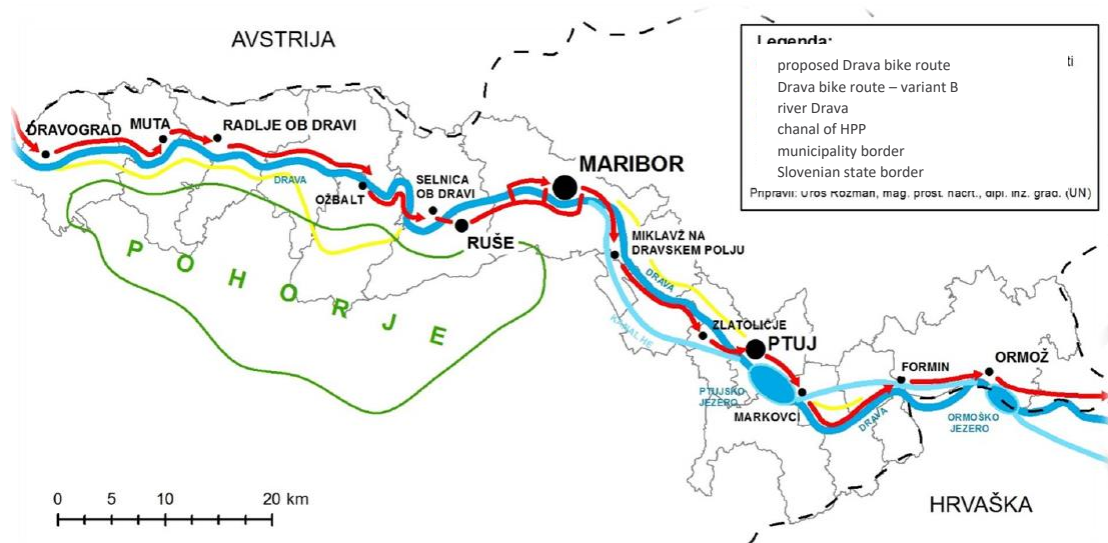 AVSTRIJA
Legenda:
ti
proposed Drava bike route
Drava bike route – variant B
river Drava
chanal of HPP
municipality border
Slovenian state border
Pripravil: Uroš Rozman, mag. prost. načrt., dipl. inž. grad. (UN)
DRAVOGRAD
MUTA
RADLJE OB DRAVI
MARIBOR
DRAVA
OŽBALT
SELNICA
OB DRAVI
RUŠE
MIKLAVŽ NA
DRAVSKEM POLJU
POHORJE
DRAVA
KANAL HE
ZLATOLIČJE
PTUJ
FORMIN
ORMOŽ
PTUJSKO
JEZERO
MARKOVCI
DRAVA
ORMOŠKO
JEZERO
0 5 10 20 km
HRVAŠKA